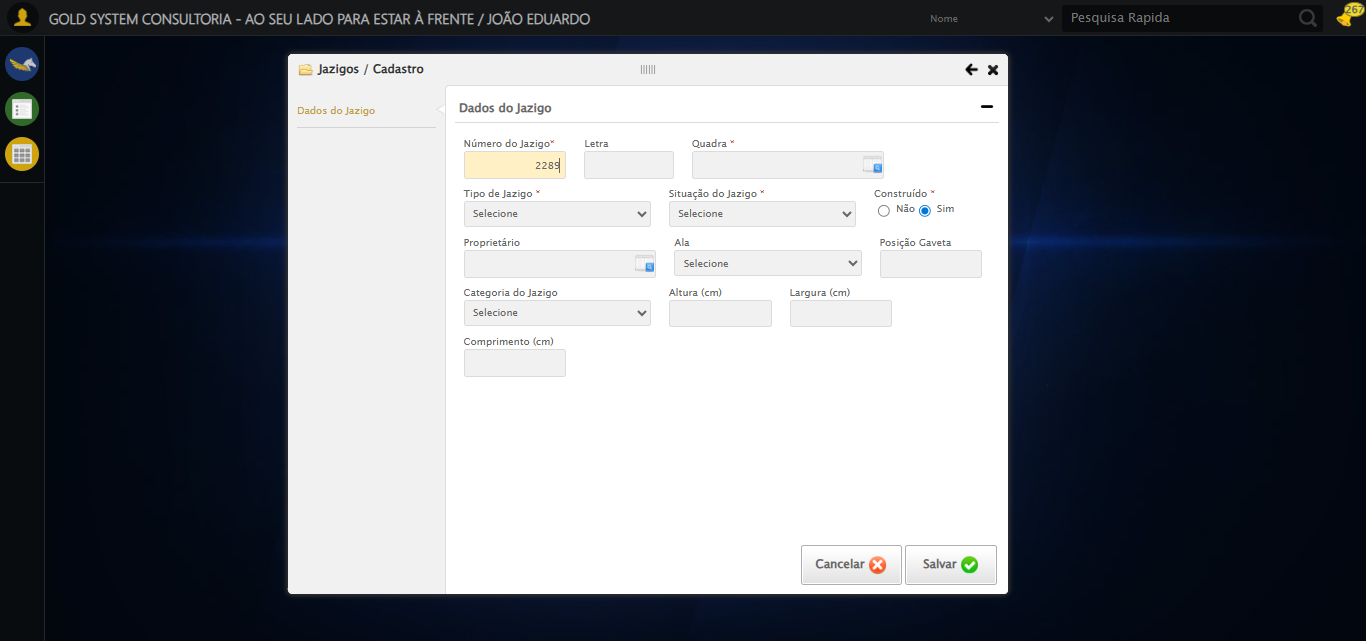 GOLD SYSTEM CONSULTORIA - AO SEU LADO PARA ESTAR À FRENTE / JOÃO EDUARDO
Nome
Pesquisa Rapida
267
Jazigos / Cadastro
Dados do Jazigo
Dados do Jazigo
Número do Jazigo* Letra Quadra *
2289
Tipo de Jazigo * Situação do Jazigo * Construído *
Selecione Selecione Não Sim
Proprietário Ala Posição Gaveta
Selecione
Categoria do Jazigo Altura (cm) Largura (cm)
Selecione
Comprimento (cm)
Cancelar Salvar